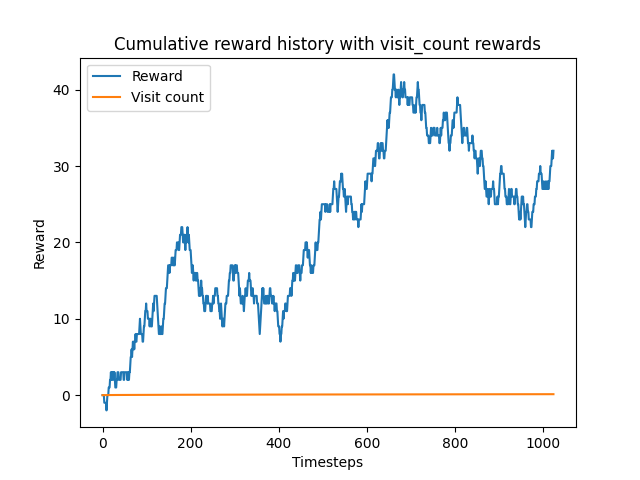 Cumulative reward history with visit_count rewards
Reward
Visit count
40
30
20
10
0
Reward
0 200 400 600 800 1000
Timesteps